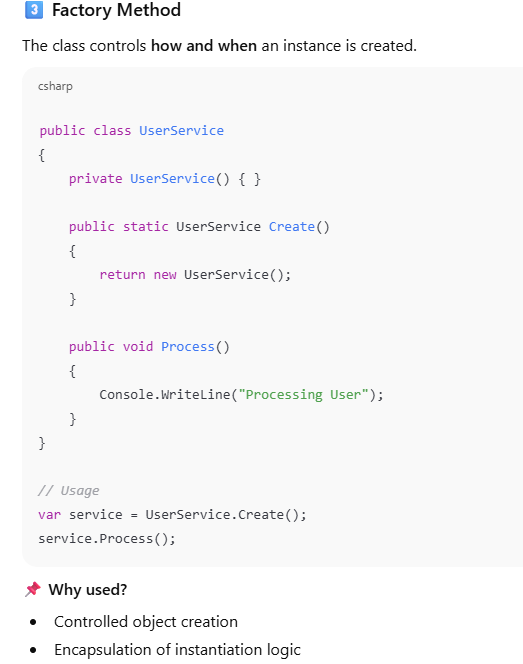 3 Factory Method
The class controls how and when an instance is created.
csharp
public class UserService
{
    private UserService() { }

    public static UserService Create()
    {
        return new UserService();
    }

    public void Process()
    {
        Console.WriteLine("Processing User");
    }
}

// Usage
var service = UserService.Create();
service.Process();
📌 Why used?
• Controlled object creation
• Encapsulation of instantiation logic